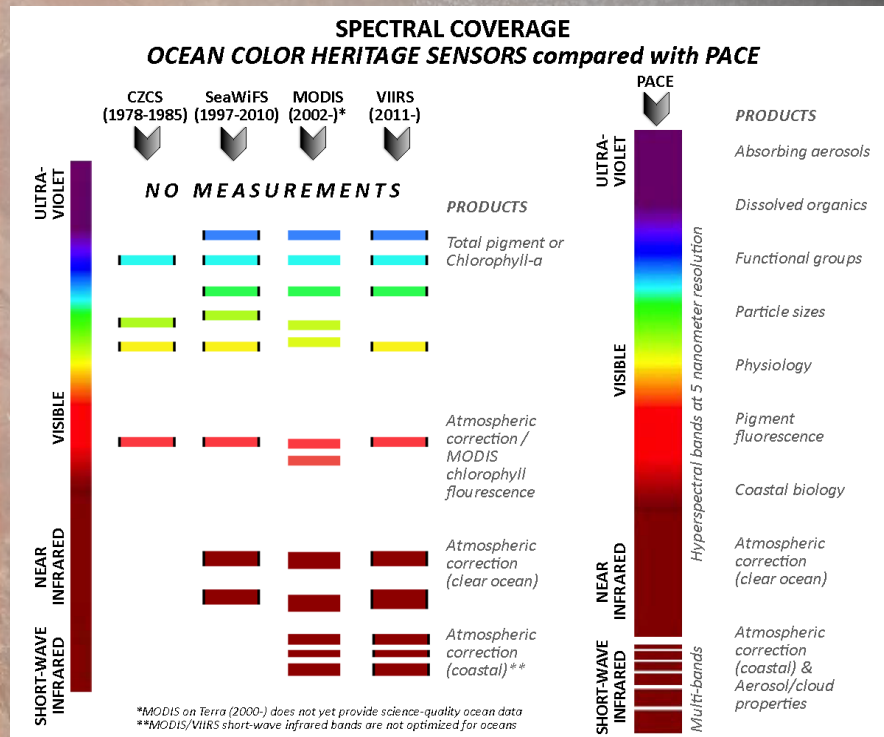 SPECTRAL COVERAGE
OCEAN COLOR HERITAGE SENSORS compared with PACE
CZCS
(1978-1985)
SeaWiFS
(1997-2010)
MODIS
(2002-)*
VIIRS
(2011-)
PACE
ULTRA-
VIOLET
VISIBLE
NEAR
INFRARED
SHORT-WAVE
INFRARED
NO MEASUREMENTS
PRODUCTS
Total pigment or
Chlorophyll-a
Atmospheric
correction /
MODIS
chlorophyll
flourescence
Atmospheric
correction
(clear ocean)
Atmospheric
correction
(coastal)**
*MODIS on Terra (2000-) does not yet provide science-quality ocean data
**MODIS/VIIRS short-wave infrared bands are not optimized for oceans
ULTRA-
VIOLET
VISIBLE
NEAR
INFRARED
SHORT-WAVE
INFRARED
Hyperspectral bands at 5 nanometer resolution
Multi-bands
PRODUCTS
Absorbing aerosols
Dissolved organics
Functional groups
Particle sizes
Physiology
Pigment
fluorescence
Coastal biology
Atmospheric
correction
(clear ocean)
Atmospheric
correction
(coastal) &
Aerosol/cloud
properties